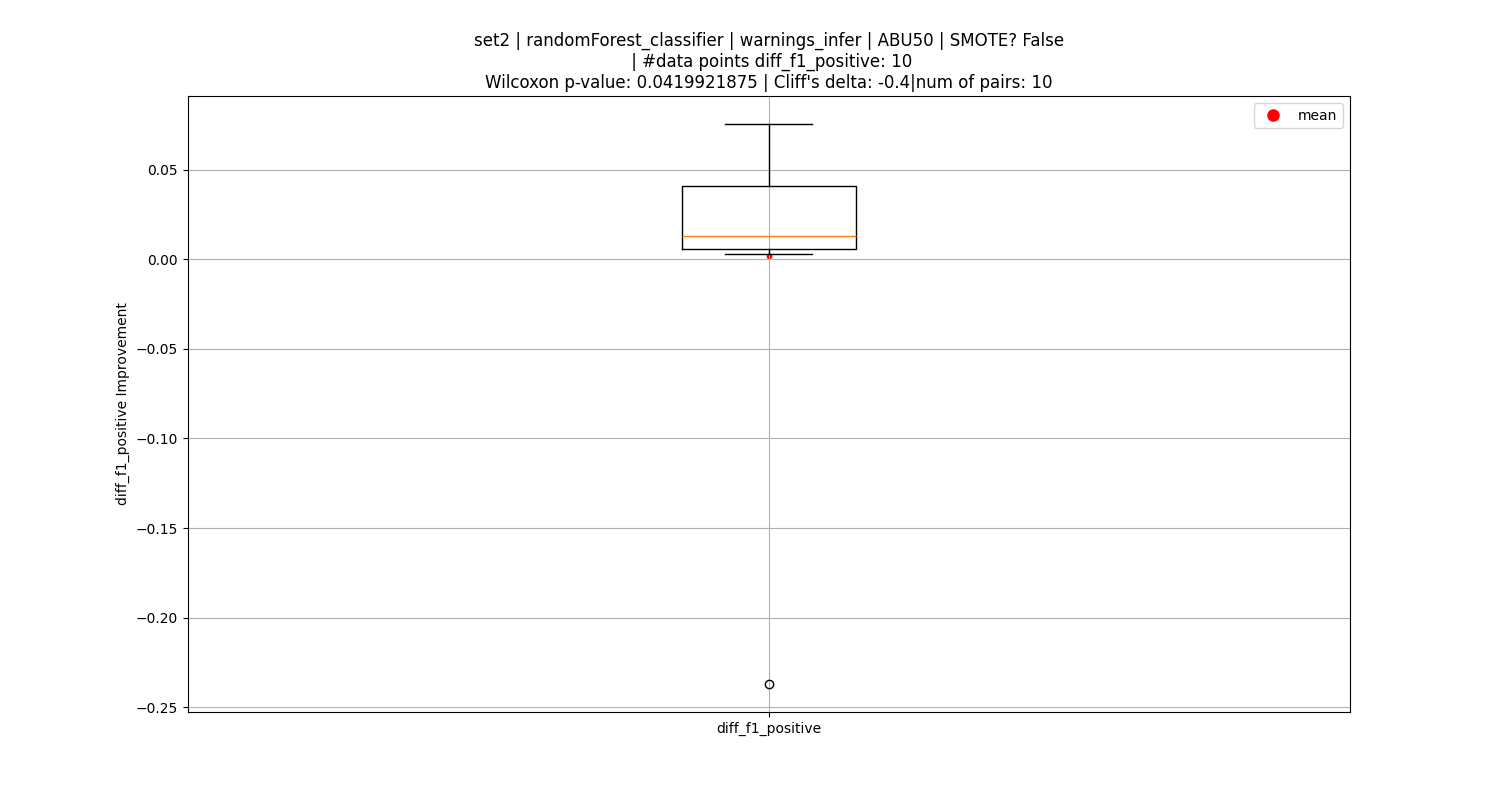 set2 | randomForest_classifier | warnings_infer | ABU50 | SMOTE? False
| #data points diff_f1_positive: 10
Wilcoxon p-value: 0.0419921875 | Cliff's delta: -0.4|num of pairs: 10
mean
0.05
0.00
−0.05
−0.10
−0.15
−0.20
−0.25
diff_f1_positive Improvement
diff_f1_positive